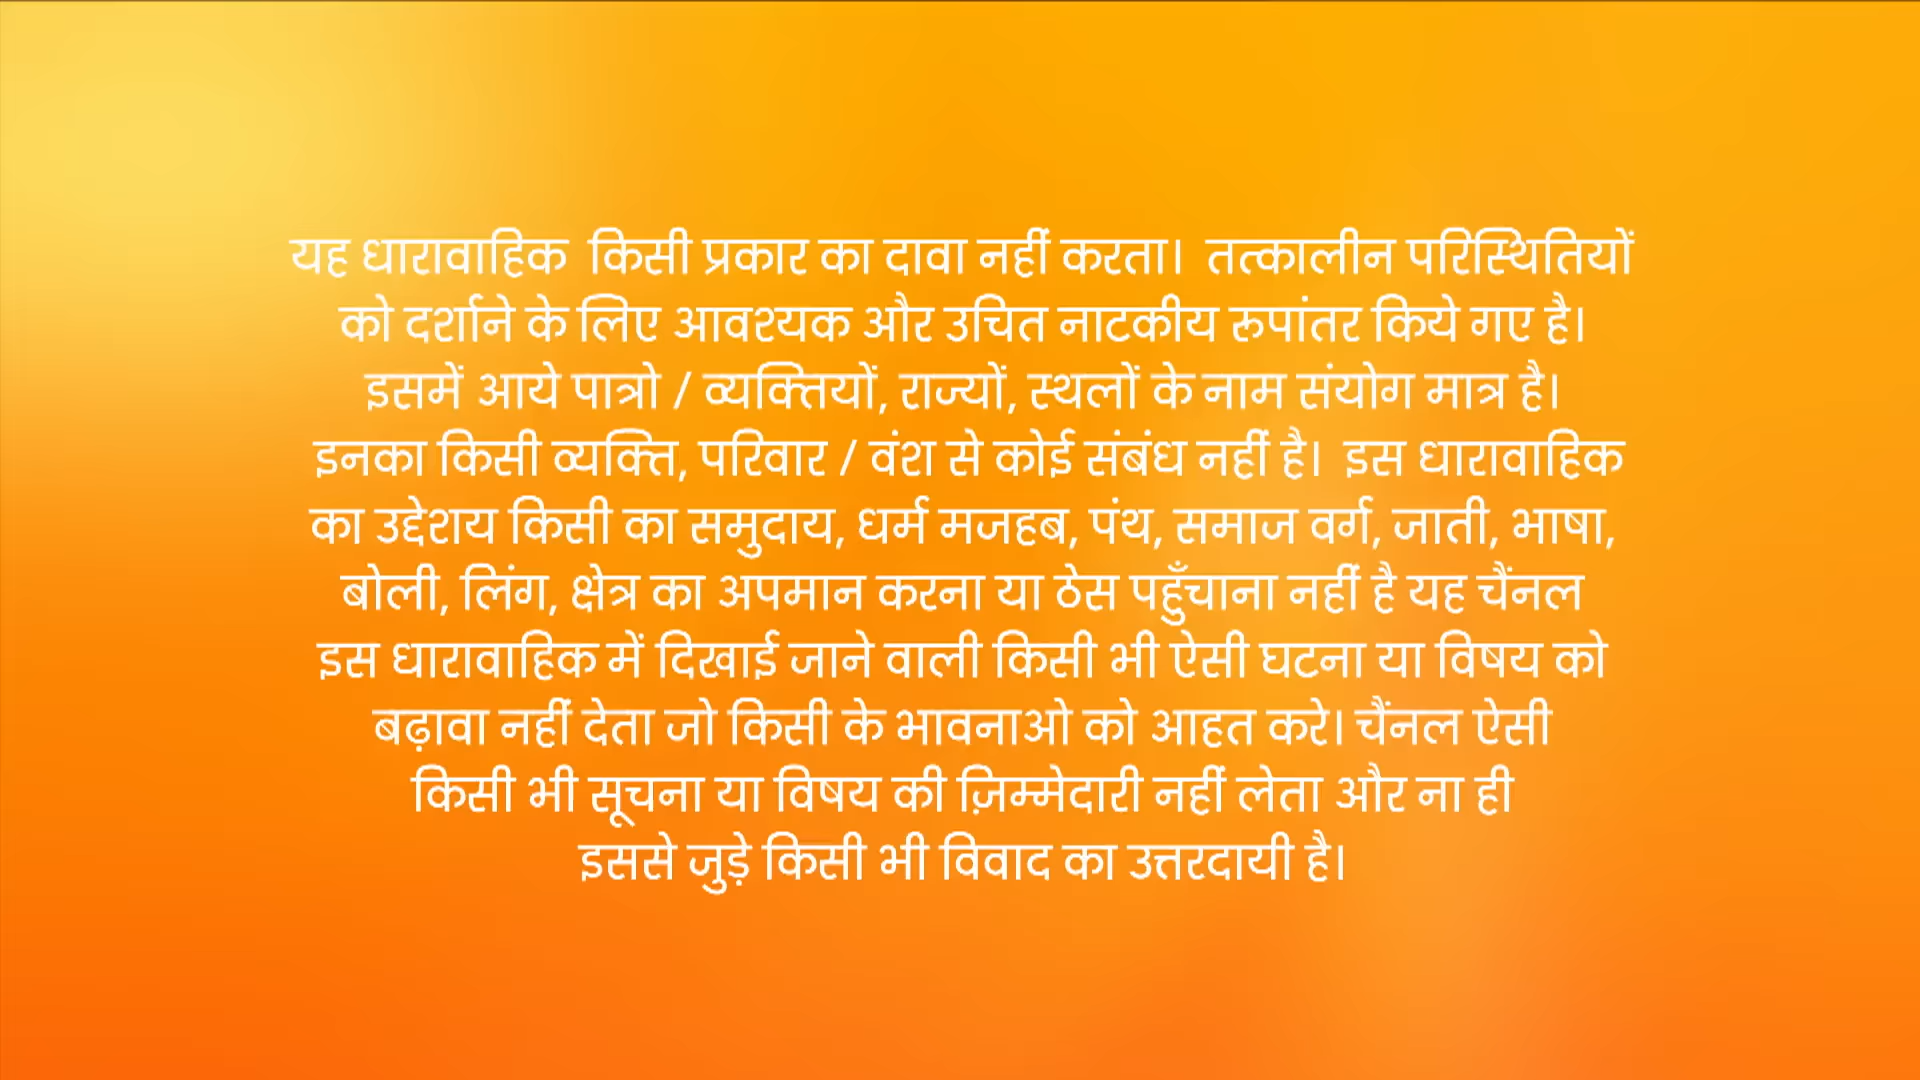 यह धारावाहिक किसी प्रकार का दावा नहीं करता। तत्कालीन परिस्थितियों
को दर्शाने के लिए आवश्यक और उचित नाटकीय रुपांतर किये गए है।
इसमें आये पात्रो / व्यक्तियों, राज्यों, स्थलों के नाम संयोग मात्र है।
इनका किसी व्यक्ति, परिवार / वंश से कोई संबंध नहीं है। इस धारावाहिक
का उद्देशय किसी का समुदाय, धर्म मजहब, पंथ, समाज वर्ग, जाती, भाषा,
बोली, लिंग, क्षेत्र का अपमान करना या ठेस पहुँचाना नहीं है यह चैंनल
इस धारावाहिक में दिखाई जाने वाली किसी भी ऐसी घटना या विषय को
बढ़ावा नहीं देता जो किसी के भावनाओ को आहत करे। चैंनल ऐसी
किसी भी सूचना या विषय की ज़िम्मेदारी नहीं लेता और ना ही
इससे जुड़े किसी भी विवाद का उत्तरदायी है।